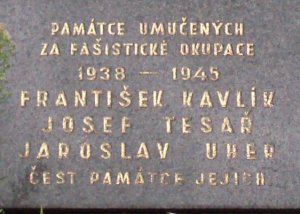 PAMÁTCE UMUČENÝCH
ZA FAŠISTICKÉ OKUPACE
1938 — 1945
FRANTIŠEK KAVLÍK
JOSEF TESAŘ
JAROSLAV UHER
ČEST PAMÁTCE JEJICH